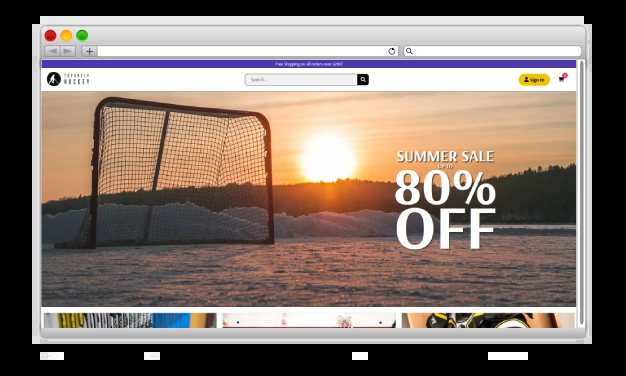 Free Shipping on all orders over $200!
TOPSHELF
HOCKEY
Search...
Sign In
SUMMER SALE
UP TO
80%
OFF